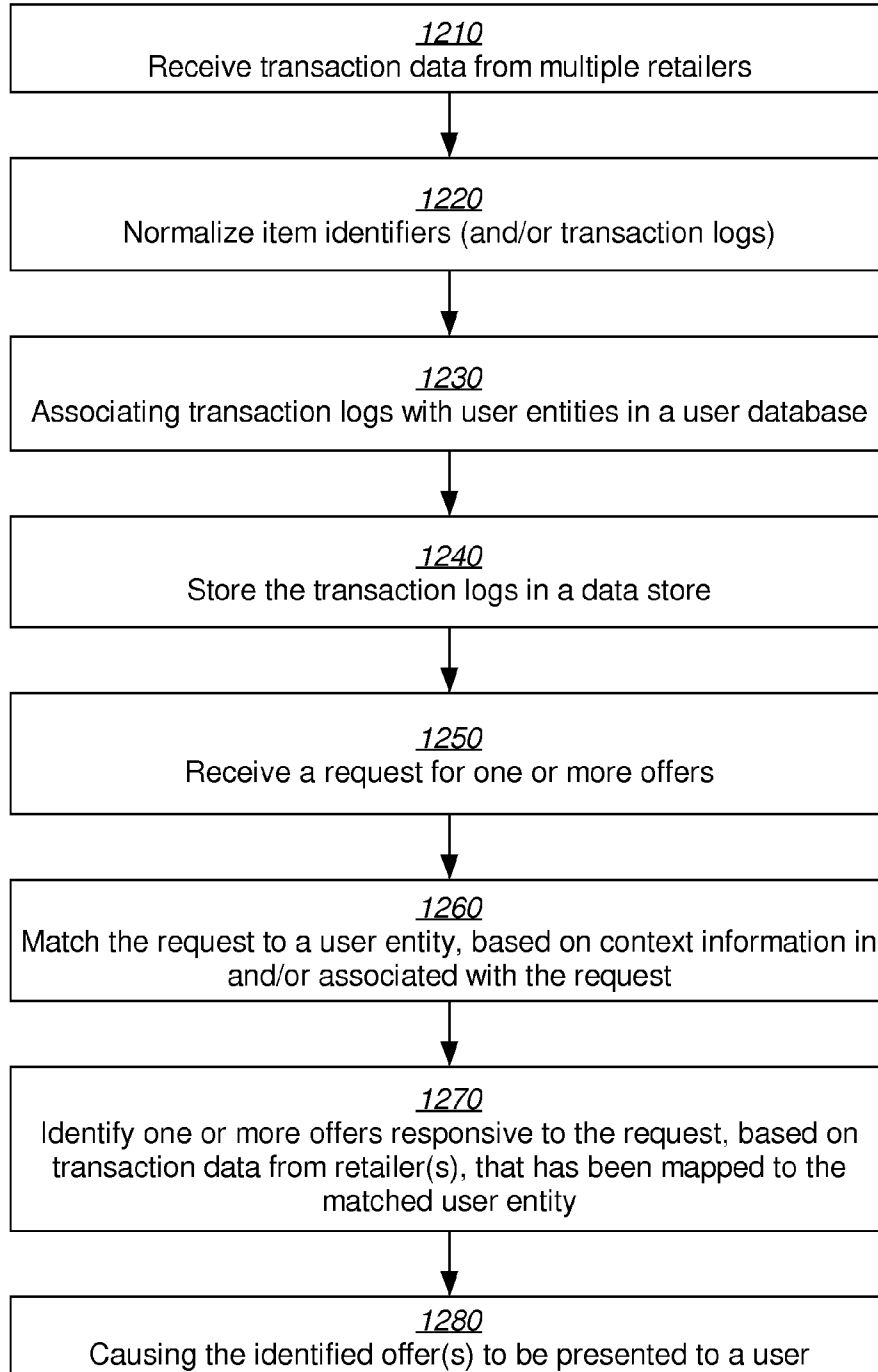 1210
Receive transaction data from multiple retailers
1220
Normalize item identifiers (and/or transaction logs)
1230
Associating transaction logs with user entities in a user database
1240
Store the transaction logs in a data store
1250
Receive a request for one or more offers
1260
Match the request to a user entity, based on context information in
and/or associated with the request
1270
Identify one or more offers responsive to the request, based on
transaction data from retailer(s), that has been mapped to the
matched user entity
1280
Causing the identified offer(s) to be presented to a user